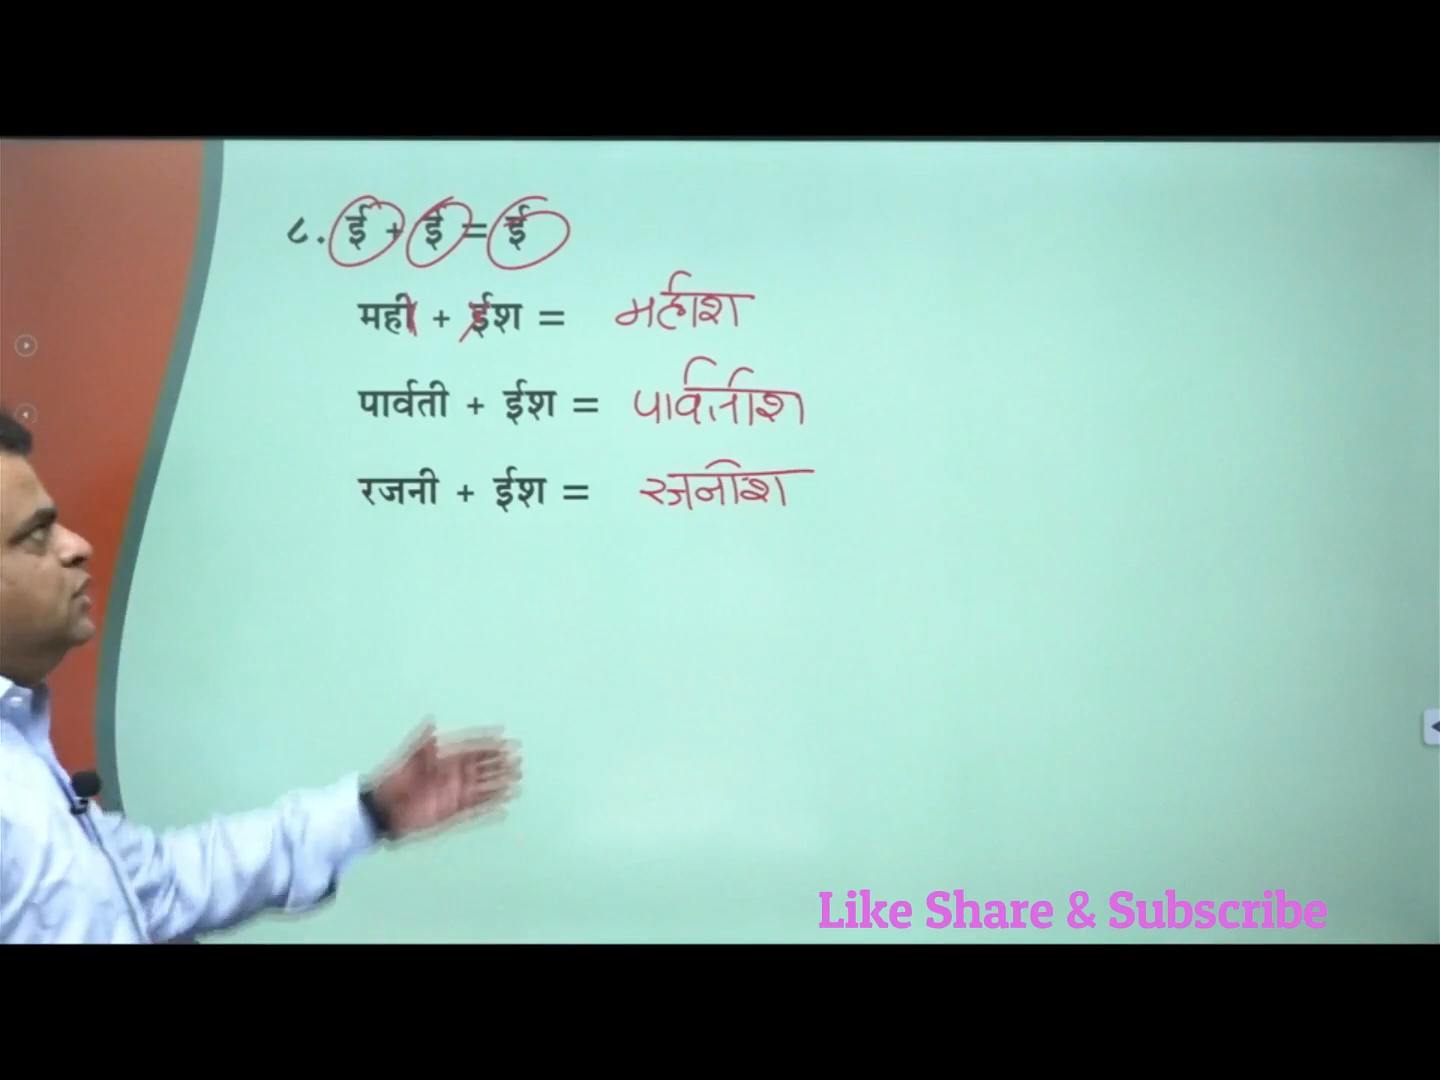 ८. ई + ई = ई
मही + ईश = महीश
पार्वती + ईश = पार्वतीश
रजनी + ईश = रजनीश
Like Share & Subscribe